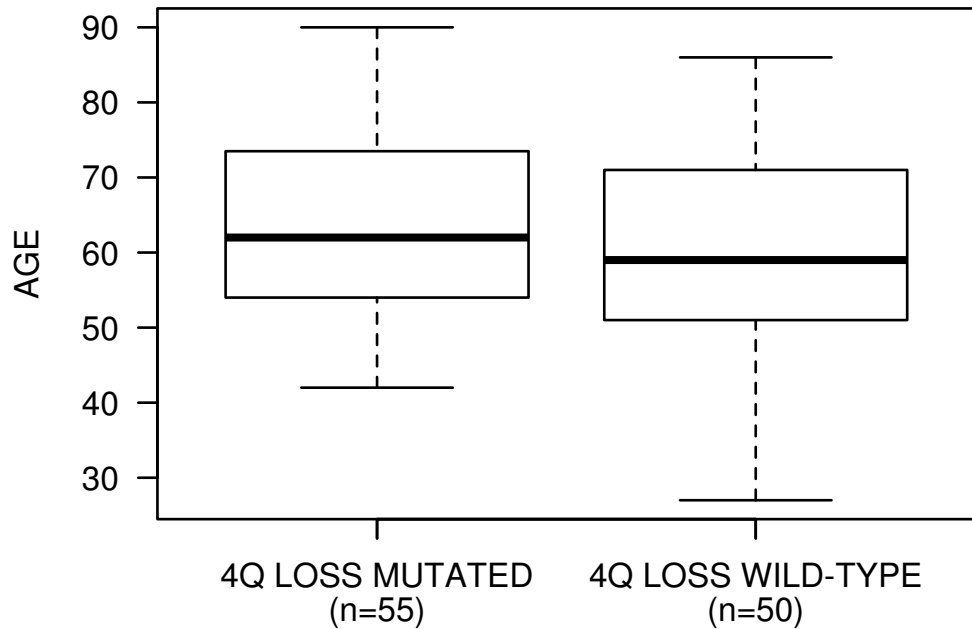 90
80
70
60
50
40
30
AGE
4Q LOSS MUTATED
(n=55)
4Q LOSS WILD-TYPE
(n=50)